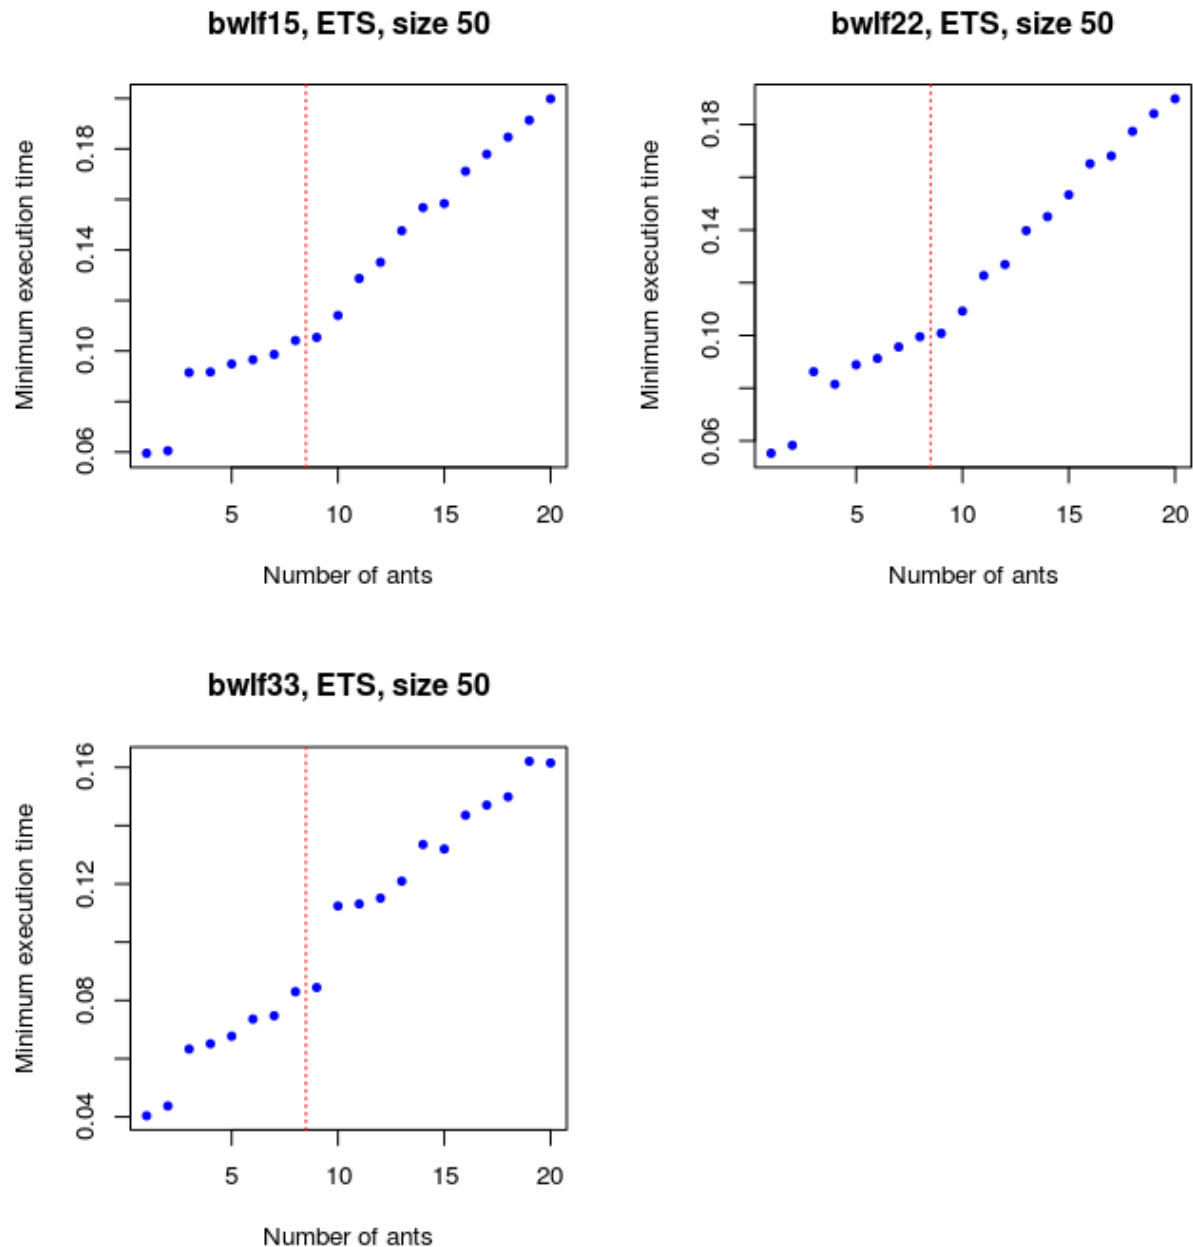 bwlf15, ETS, size 50
Minimum execution time
0.18
0.14
0.10
0.06
5 10 15 20
Number of ants
bwlf22, ETS, size 50
Minimum execution time
0.18
0.14
0.10
0.06
5 10 15 20
Number of ants
bwlf33, ETS, size 50
Minimum execution time
0.16
0.12
0.08
0.04
5 10 15 20
Number of ants